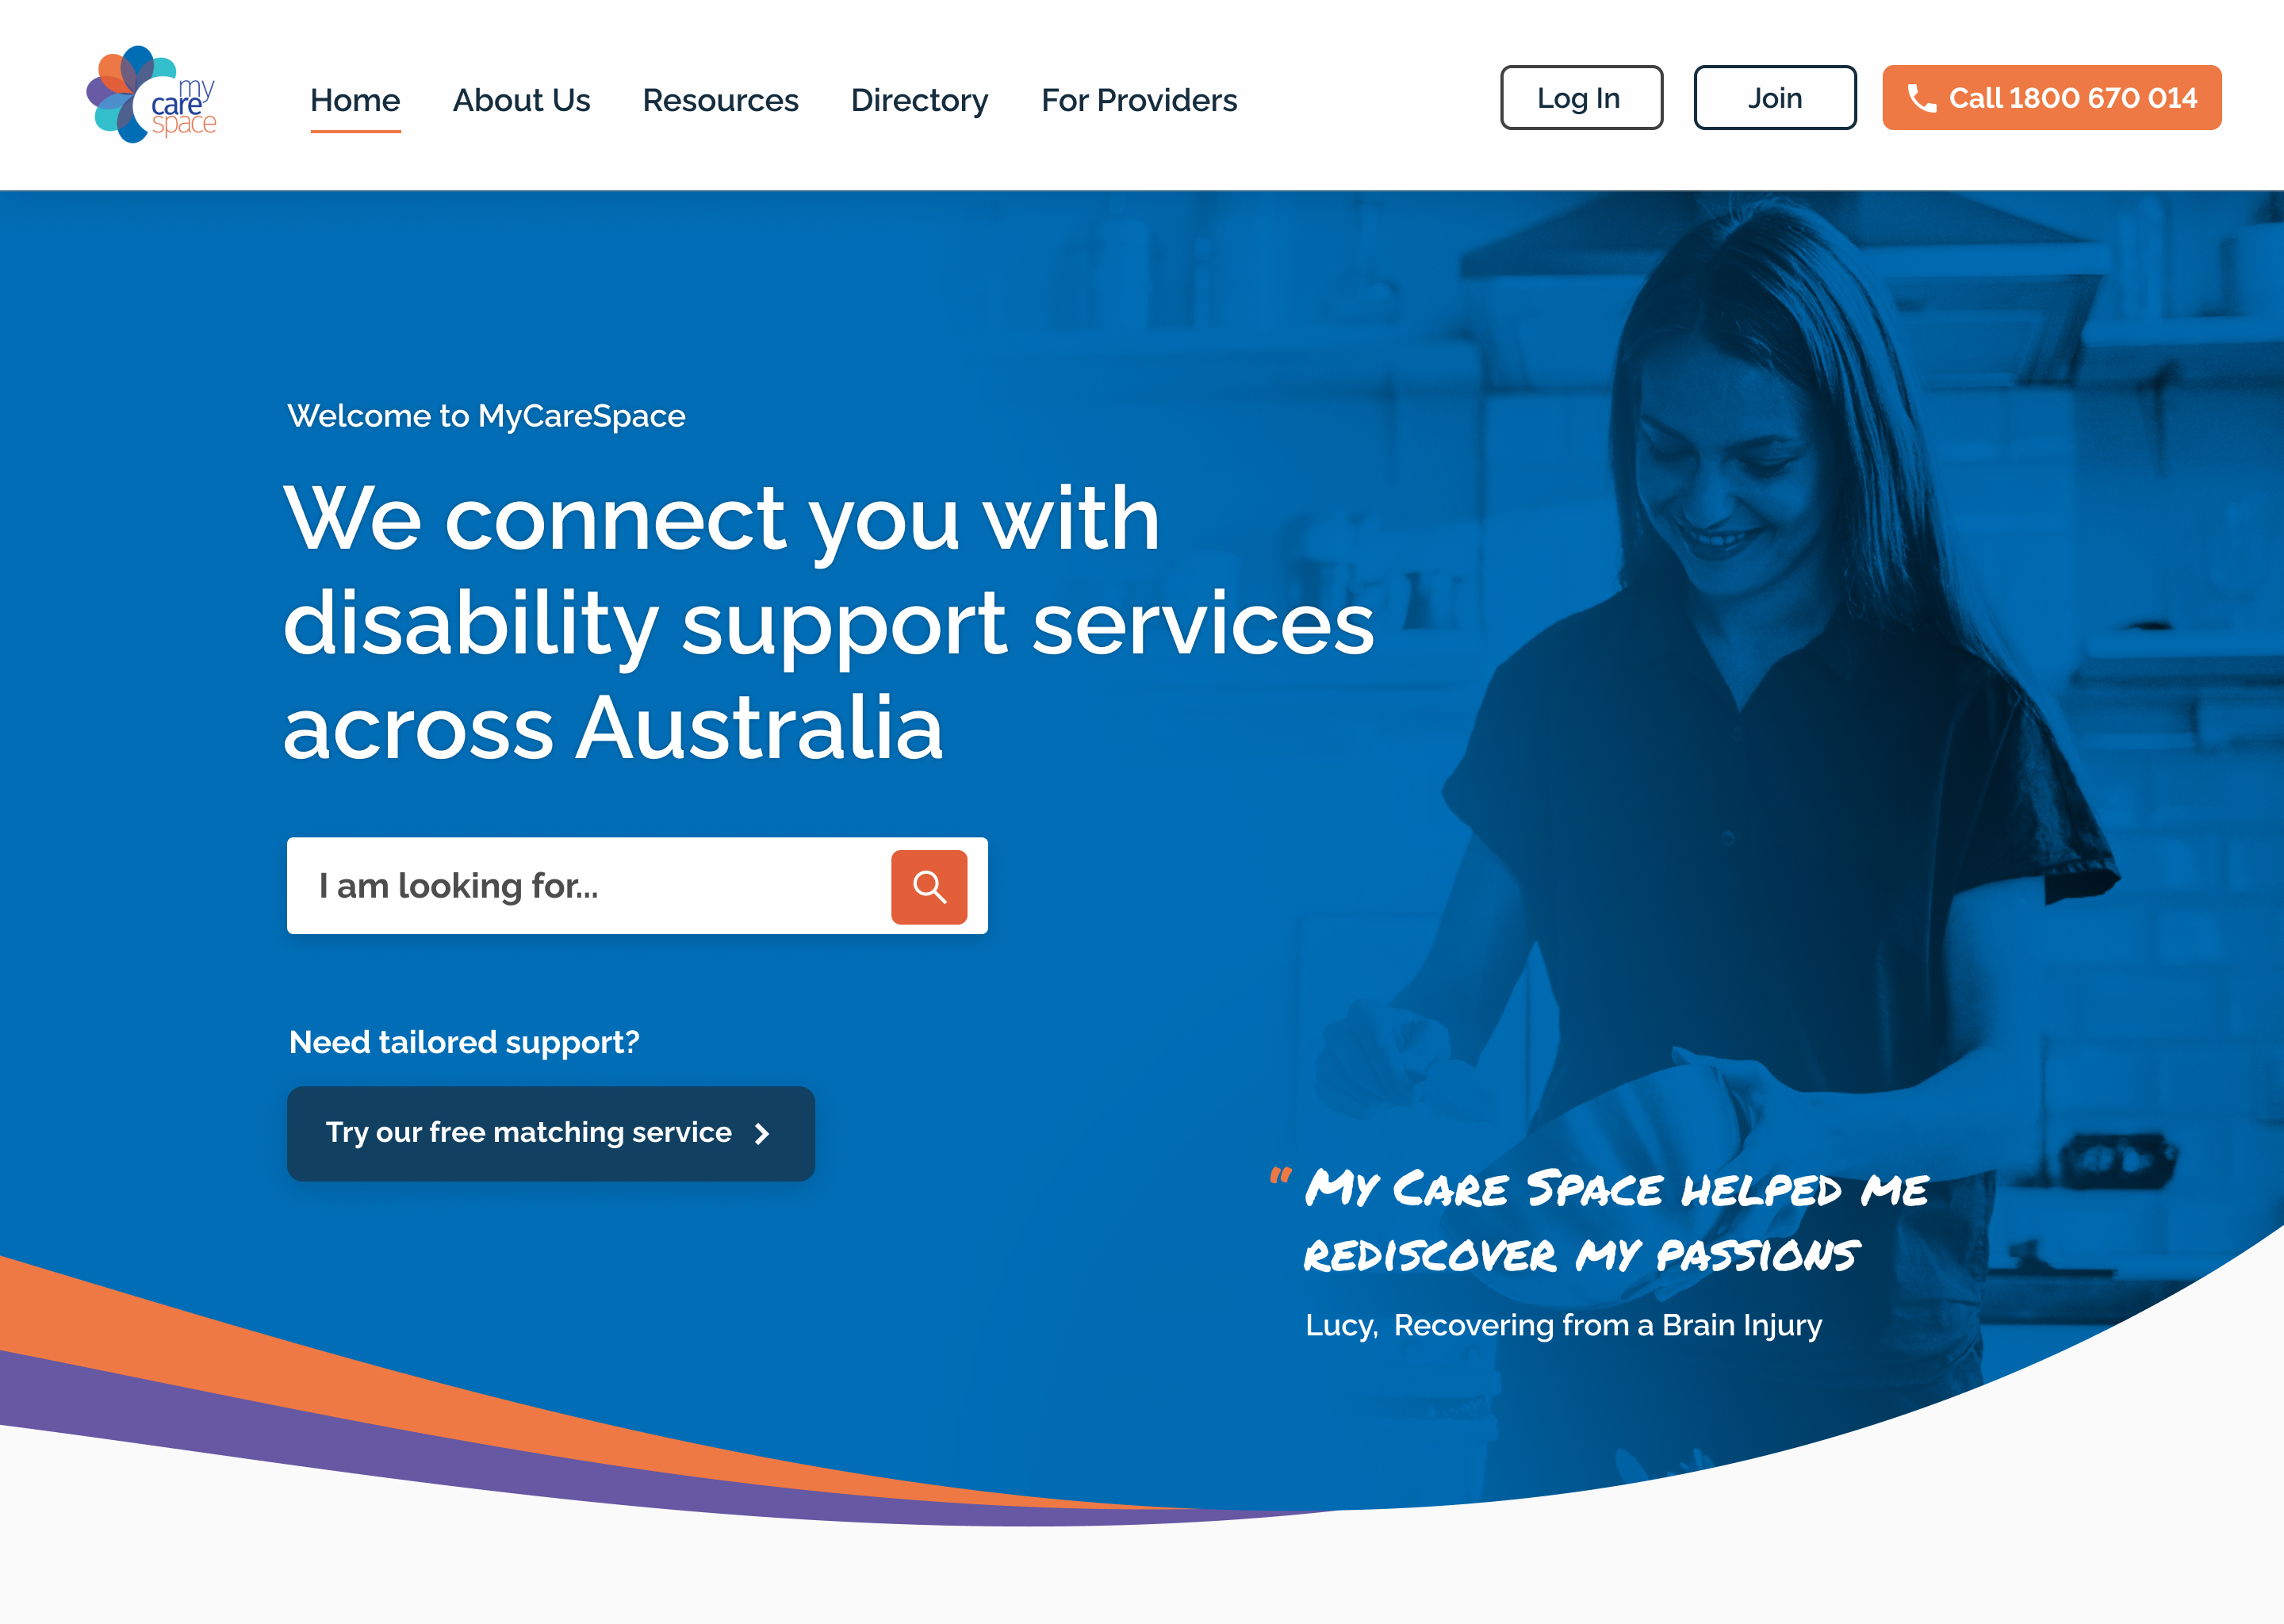 my
care
space
Home
About Us
Resources
Directory
For Providers
Log In
Join
Call 1800 670 014
Welcome to MyCareSpace
We connect you with
disability support services
across Australia
I am looking for...
Need tailored support?
Try our free matching service
" My Care Space helped me
rediscover my passions
Lucy, Recovering from a Brain Injury